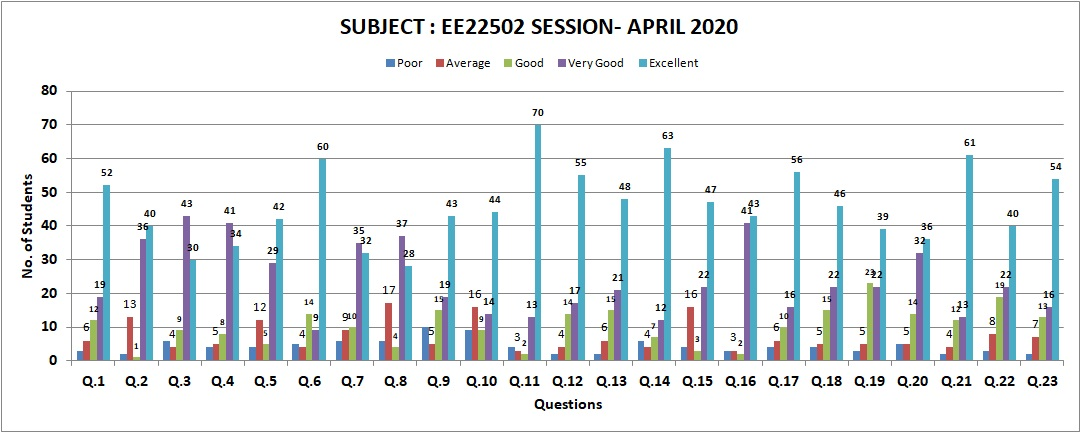 SUBJECT : EE22502 SESSION- APRIL 2020
Poor Average Good Very Good Excellent
No. of Students
80
70
60
50
40
30
20
10
0
6 12 19 52
13 1 36 40
4 9 43 30
5 8 41 34
12 5 29 42
4 14 9 60
9 10 35 32
17 4 37 28
5 15 19 43
16 9 14 44
3 2 13 70
4 14 17 55
6 15 21 48
4 7 12 63
16 3 22 47
3 2 41 43
6 10 16 56
5 15 22 46
5 23 22 39
5 14 32 36
4 12 13 61
8 19 22 40
7 13 16 54
Q.1 Q.2 Q.3 Q.4 Q.5 Q.6 Q.7 Q.8 Q.9 Q.10 Q.11 Q.12 Q.13 Q.14 Q.15 Q.16 Q.17 Q.18 Q.19 Q.20 Q.21 Q.22 Q.23
Questions